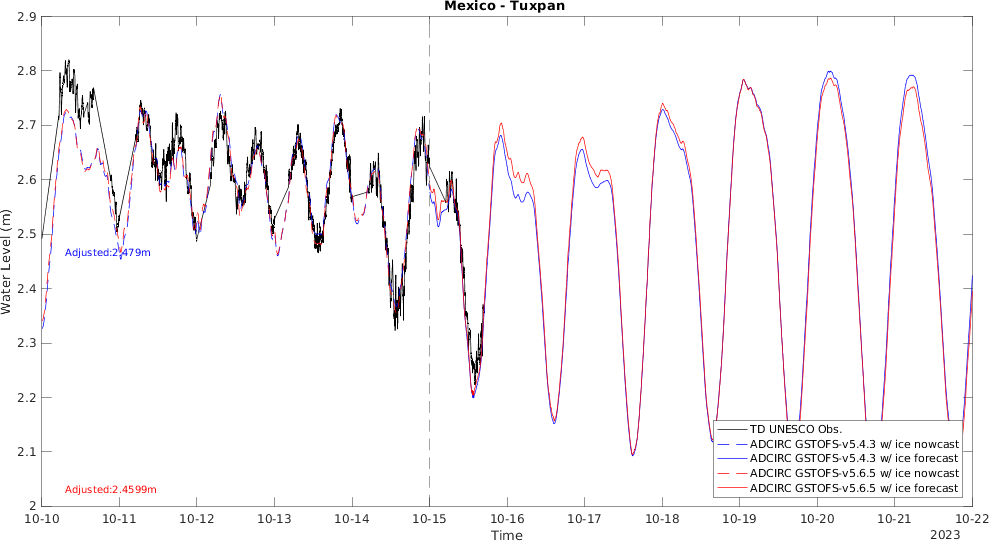 Mexico - Tuxpan
Water Level (m)
2.9
2.8
2.7
2.6
2.5
2.4
2.3
2.2
2.1
2
Adjusted:2.479m
Adjusted:2.4599m
TD UNESCO Obs.
ADCIRC GSTOFS-v5.4.3 w/ ice nowcast
ADCIRC GSTOFS-v5.4.3 w/ ice forecast
ADCIRC GSTOFS-v5.6.5 w/ ice nowcast
ADCIRC GSTOFS-v5.6.5 w/ ice forecast
10-10 10-11 10-12 10-13 10-14 10-15 10-16 10-17 10-18 10-19 10-20 10-21 10-22
Time
2023